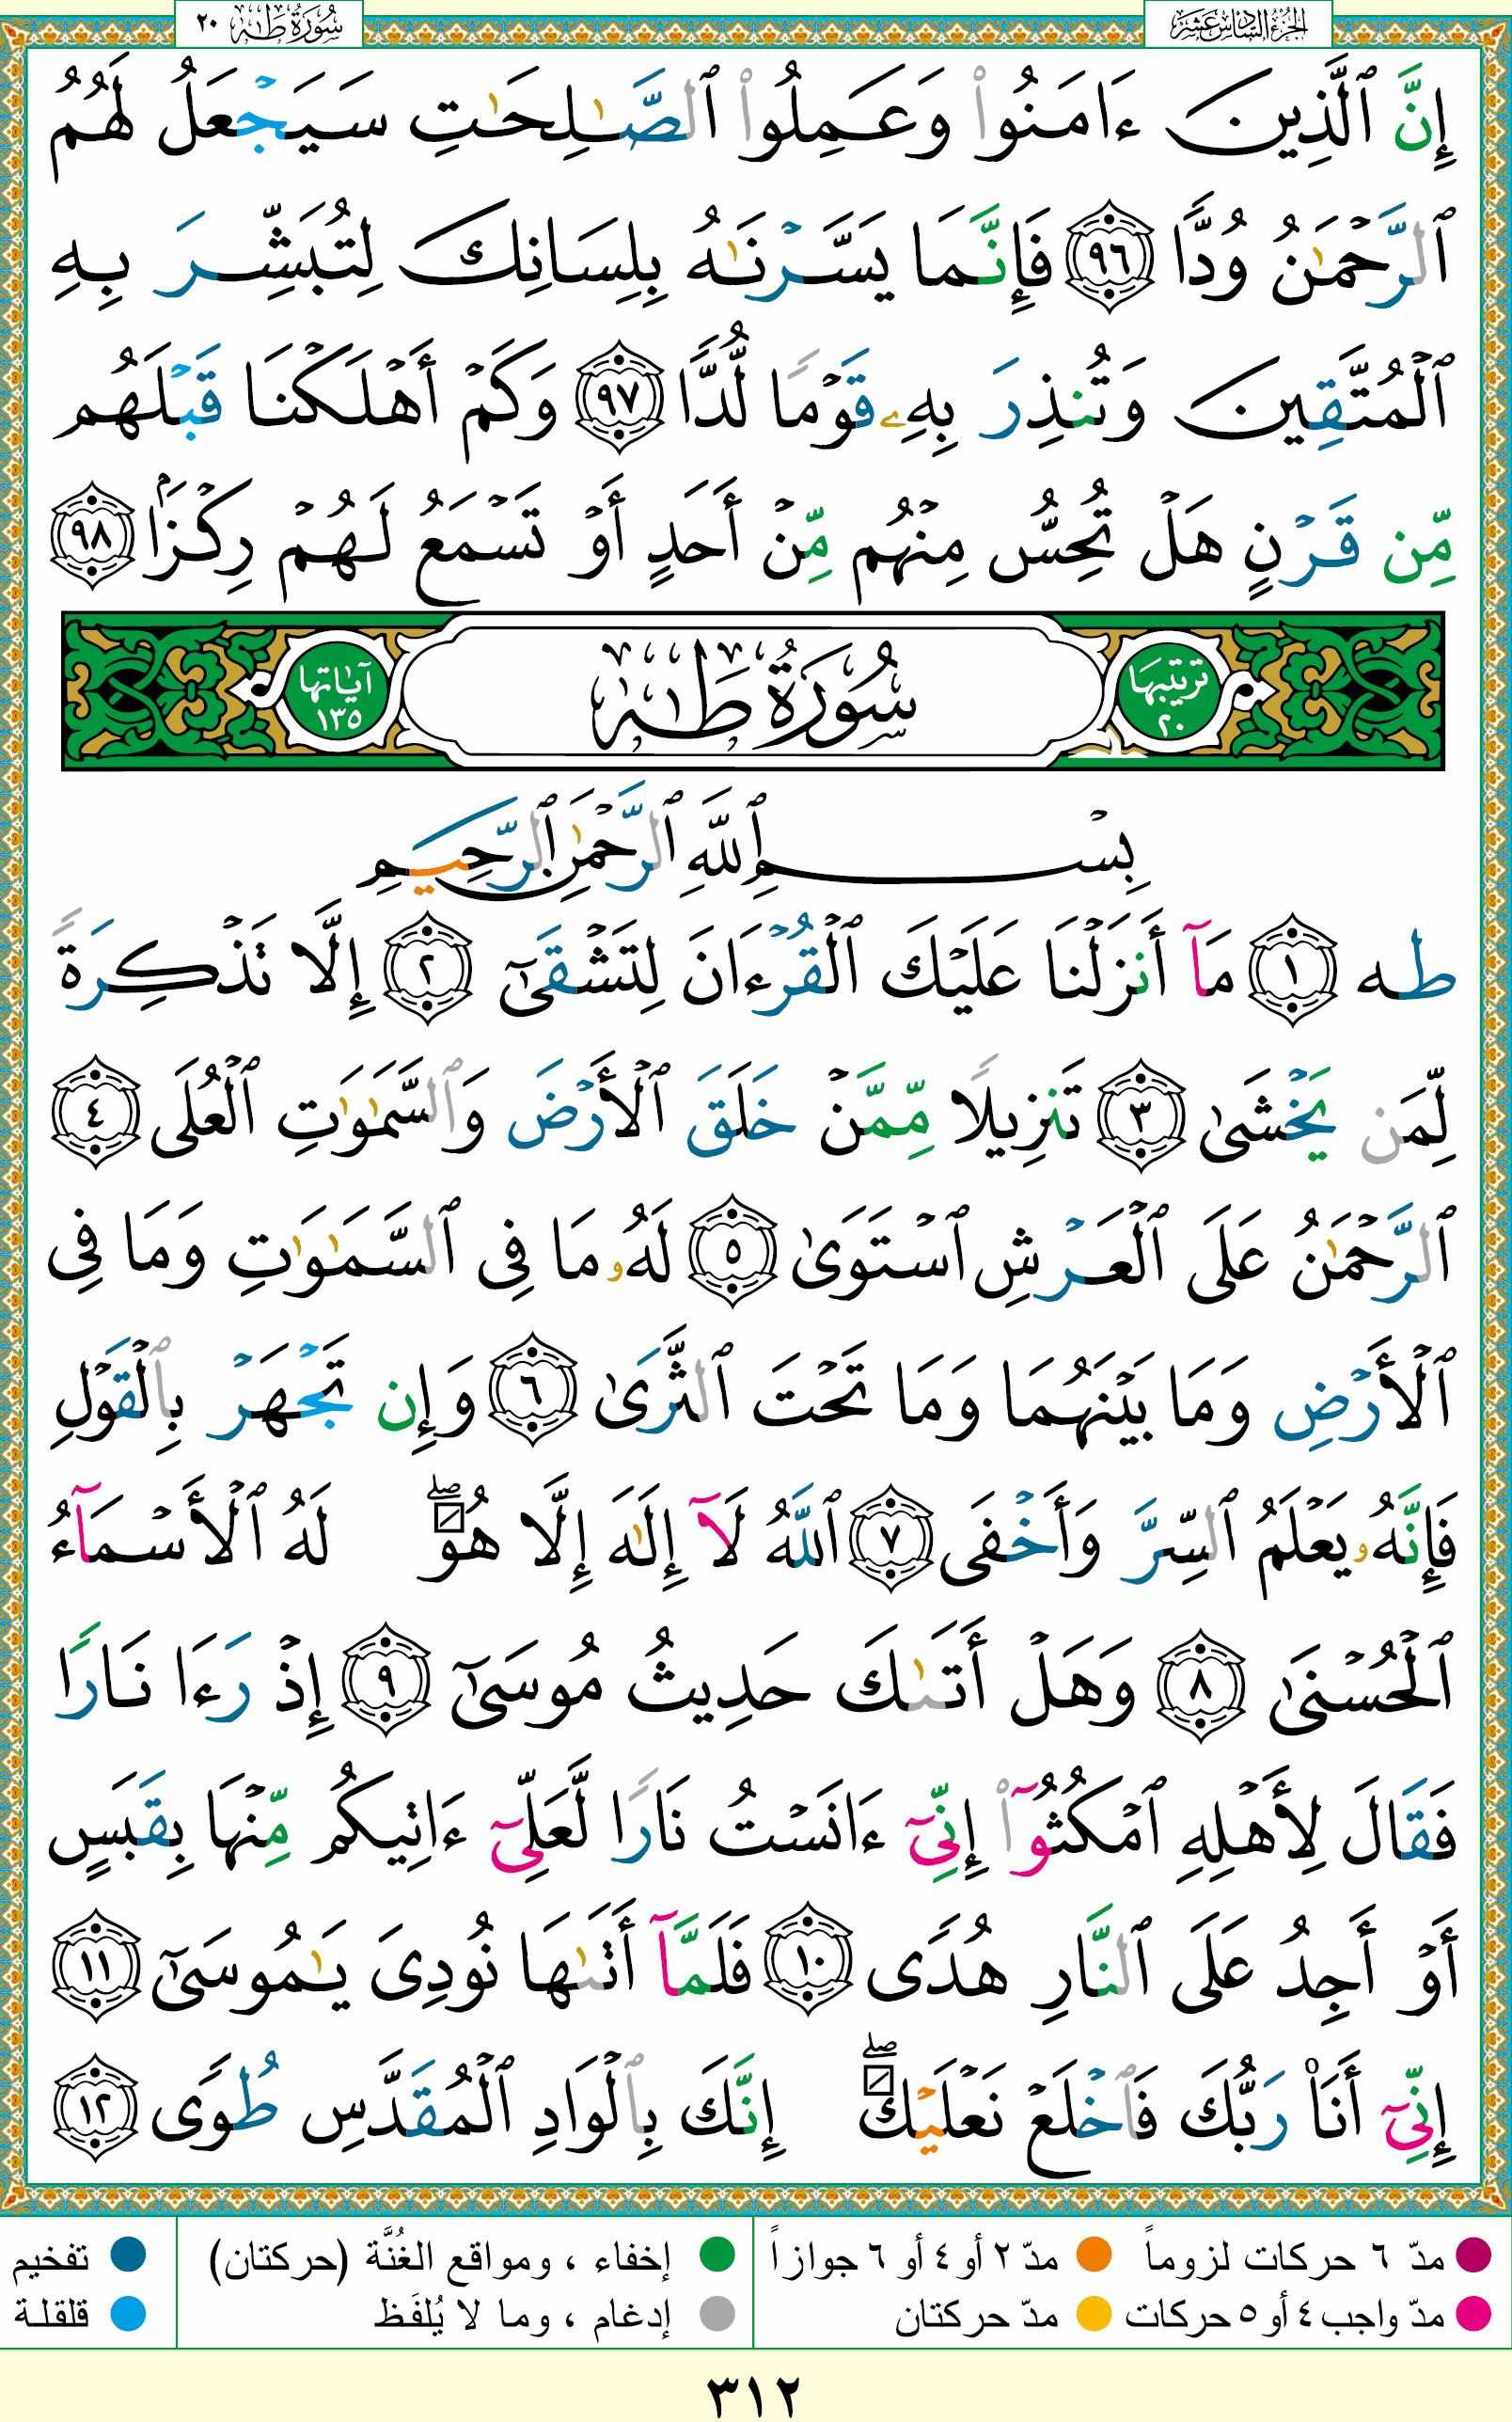 الجزء السادس عشر
سورة طه ٢٠
إِنَّ ٱلَّذِينَ ءَامَنُوا۟ وَعَمِلُوا۟ ٱلصَّـٰلِحَـٰتِ سَيَجْعَلُ لَهُمُ
ٱلرَّحْمَـٰنُ وُدًّا ٩٦ فَإِنَّمَا يَسَّرْنَـٰهُ بِلِسَانِكَ لِتُبَشِّرَ بِهِ
ٱلْمُتَّقِينَ وَتُنذِرَ بِهِۦ قَوْمًا لُّدًّا ٩٧ وَكَمْ أَهْلَكْنَا قَبْلَهُم
مِّن قَرْنٍ هَلْ تُحِسُّ مِنْهُم مِّنْ أَحَدٍ أَوْ تَسْمَعُ لَهُمْ رِكْزَۢا ٩٨
ترتيبها ٢٠ سُورَةُ طَـٰهٰ آياتها ١٣٥
بِسْمِ ٱللَّهِ ٱلرَّحْمَـٰنِ ٱلرَّحِيمِ
طه ١ مَآ أَنزَلْنَا عَلَيْكَ ٱلْقُرْءَانَ لِتَشْقَىٰٓ ٢ إِلَّا تَذْكِرَةً
لِّمَن يَخْشَىٰ ٣ تَنزِيلًا مِّمَّنْ خَلَقَ ٱلْأَرْضَ وَٱلسَّمَـٰوَٰتِ ٱلْعُلَى ٤
ٱلرَّحْمَـٰنُ عَلَى ٱلْعَرْشِ ٱسْتَوَىٰ ٥ لَهُۥ مَا فِى ٱلسَّمَـٰوَٰتِ وَمَا فِى
ٱلْأَرْضِ وَمَا بَيْنَهُمَا وَمَا تَحْتَ ٱلثَّرَىٰ ٦ وَإِن تَجْهَرْ بِٱلْقَوْلِ
فَإِنَّهُۥ يَعْلَمُ ٱلسِّرَّ وَأَخْفَى ٧ ٱللَّهُ لَآ إِلَـٰهَ إِلَّا هُوَ ۖ لَهُ ٱلْأَسْمَآءُ
ٱلْحُسْنَىٰ ٨ وَهَلْ أَتَىٰكَ حَدِيثُ مُوسَىٰٓ ٩ إِذْ رَءَا نَارًا
فَقَالَ لِأَهْلِهِ ٱمْكُثُوٓا۟ إِنِّىٓ ءَانَسْتُ نَارًا لَّعَلِّىٓ ءَاتِيكُم مِّنْهَا بِقَبَسٍ
أَوْ أَجِدُ عَلَى ٱلنَّارِ هُدًى ١٠ فَلَمَّآ أَتَىٰهَا نُودِىَ يَـٰمُوسَىٰٓ ١١
إِنِّىٓ أَنَا۠ رَبُّكَ فَٱخْلَعْ نَعْلَيْكَ ۖ إِنَّكَ بِٱلْوَادِ ٱلْمُقَدَّسِ طُوًى ١٢
مدّ ٦ حركات لزوماً مدّ ٢ أو ٤ أو ٦ جوازاً إخفاء ، ومواقع الغُنَّة (حركتان) تفخيم
مدّ واجب ٤ أو ٥ حركات مدّ حركتان إدغام ، وما لا يُلفَظ قلقلة
٣١٢